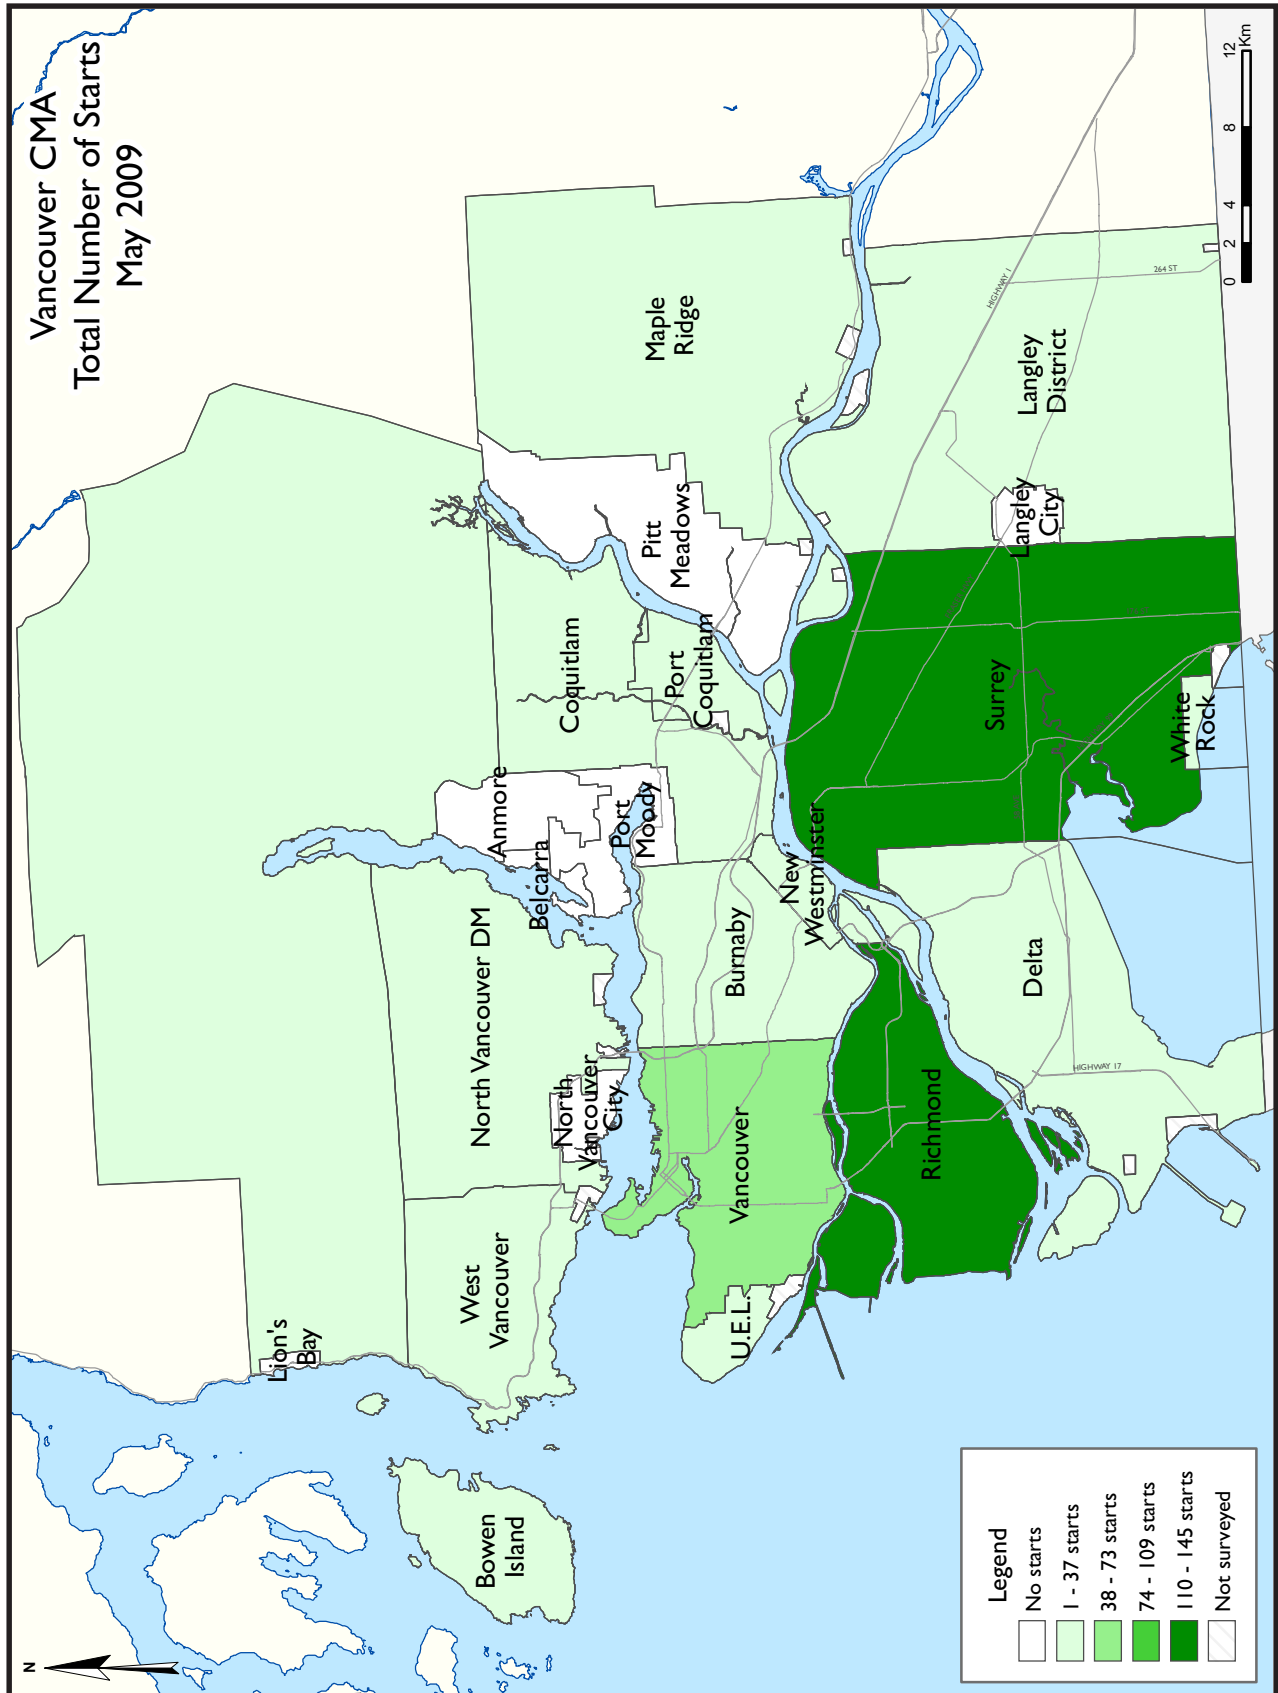 Vancouver CMA
Total Number of Starts
May 2009
N
Lion's
Bay
Bowen
Island
West
Vancouver
North Vancouver DM
North
Vancouver
City
Belcarra
Anmore
Port
Moody
Coquitlam
Port
Coquitlam
Pitt
Meadows
Maple
Ridge
U.E.L.
Vancouver
Burnaby
New
Westminster
Richmond
Delta
Surrey
White
Rock
Langley
City
Langley
District
HIGHWAY 1
264 ST
HIGHWAY 17
Legend
No starts
1 - 37 starts
38 - 73 starts
74 - 109 starts
110 - 145 starts
Not surveyed
0 2 4 8 12
Km